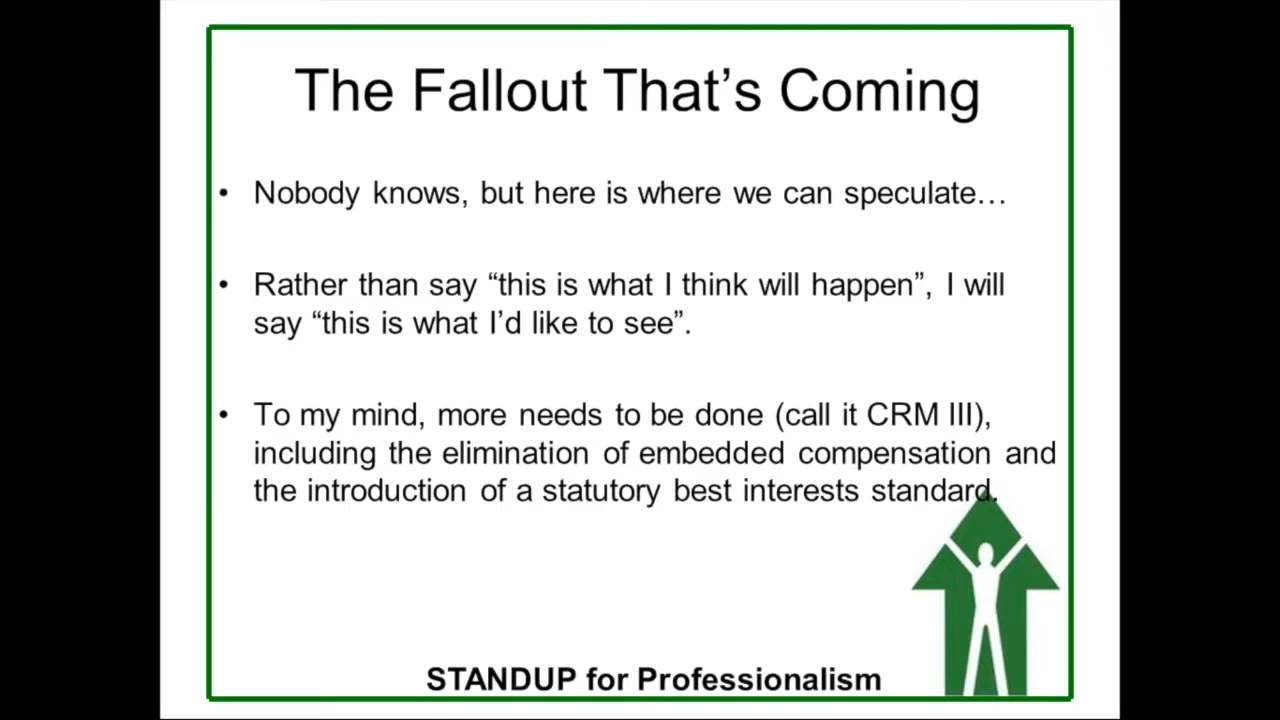 The Fallout That’s Coming
• Nobody knows, but here is where we can speculate…
• Rather than say “this is what I think will happen”, I will
say “this is what I’d like to see”.
• To my mind, more needs to be done (call it CRM III),
including the elimination of embedded compensation and
the introduction of a statutory best interests standard.
STANDUP for Professionalism